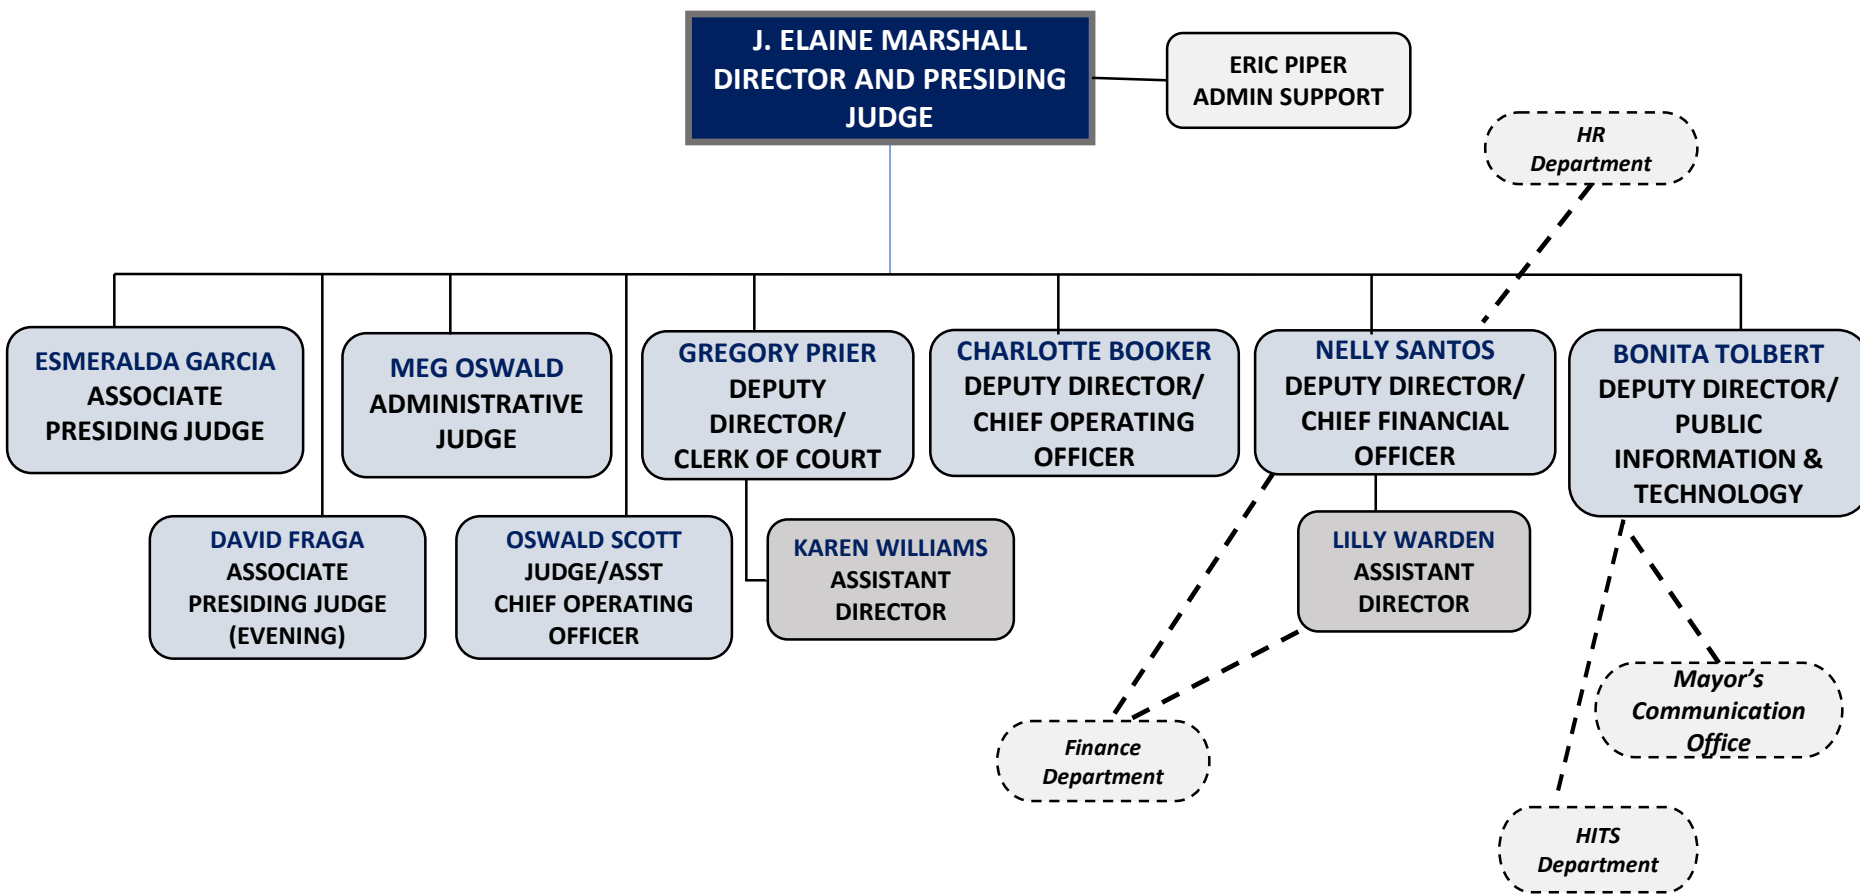 J. ELAINE MARSHALL
DIRECTOR AND PRESIDING
JUDGE
ERIC PIPER
ADMIN SUPPORT
HR
Department
ESMERALDA GARCIA
ASSOCIATE
PRESIDING JUDGE
MEG OSWALD
ADMINISTRATIVE
JUDGE
GREGORY PRIER
DEPUTY
DIRECTOR/
CLERK OF COURT
CHARLOTTE BOOKER
DEPUTY DIRECTOR/
CHIEF OPERATING
OFFICER
NELLY SANTOS
DEPUTY DIRECTOR/
CHIEF FINANCIAL
OFFICER
BONITA TOLBERT
DEPUTY DIRECTOR/
PUBLIC
INFORMATION &
TECHNOLOGY
DAVID FRAGA
ASSOCIATE
PRESIDING JUDGE
(EVENING)
OSWALD SCOTT
JUDGE/ASST
CHIEF OPERATING
OFFICER
KAREN WILLIAMS
ASSISTANT
DIRECTOR
LILLY WARDEN
ASSISTANT
DIRECTOR
Finance
Department
Mayor’s
Communication
Office
HITS
Department